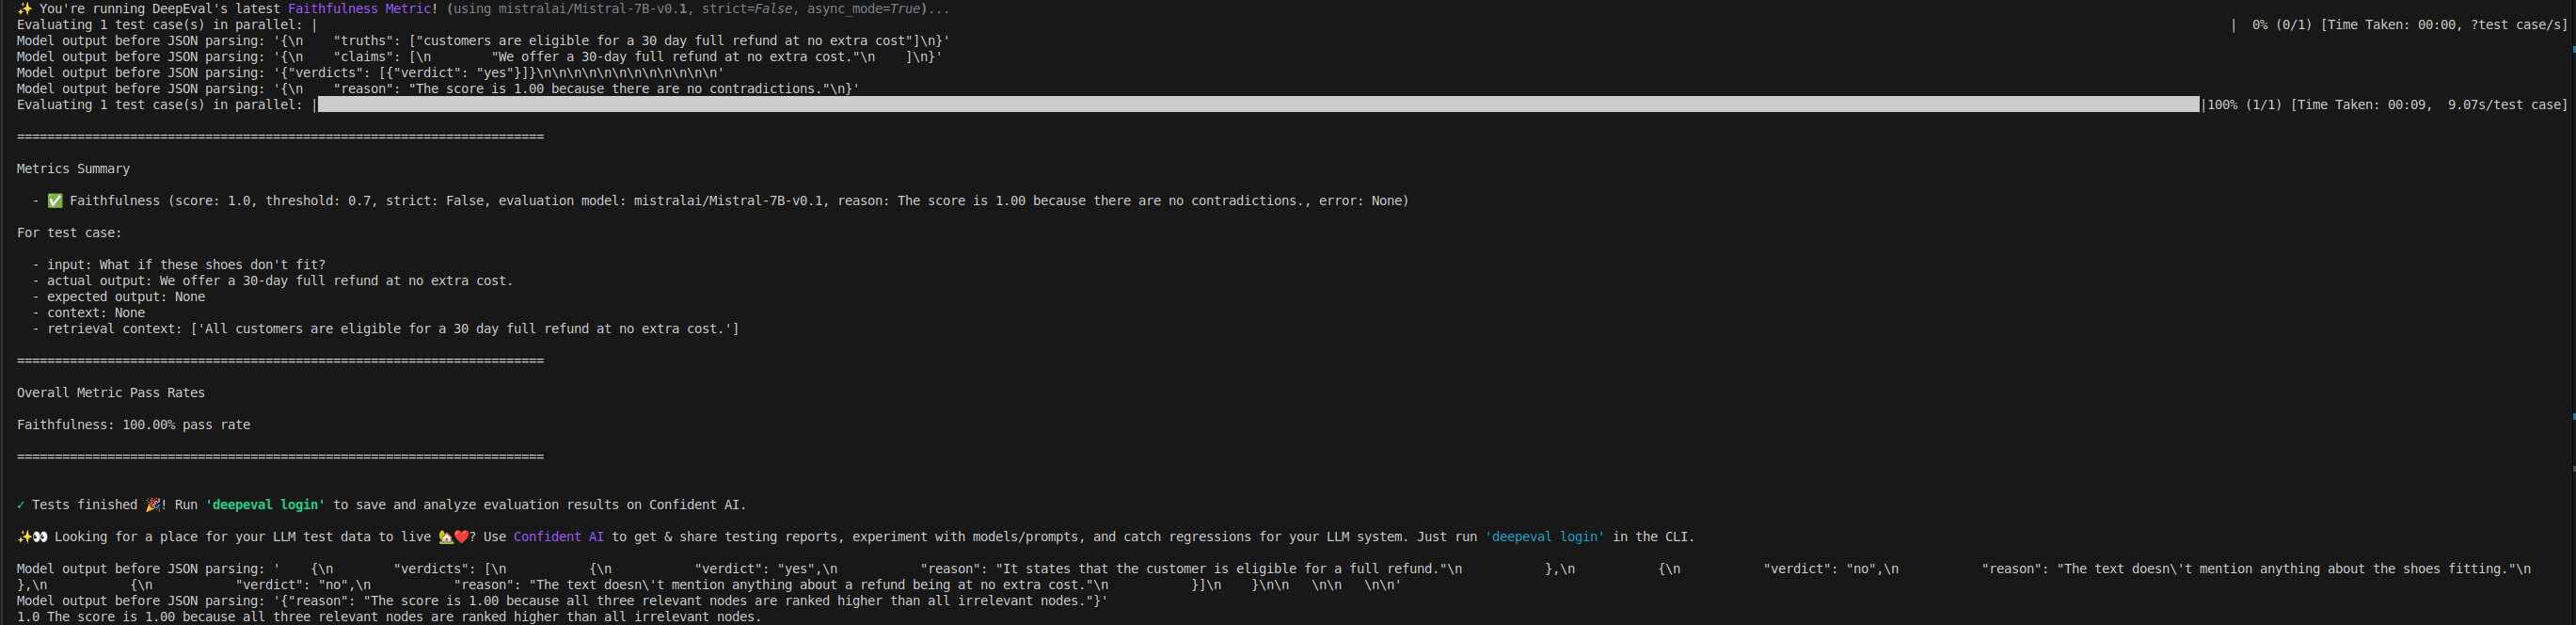 ✨ You're running DeepEval's latest Faithfulness Metric! (using mistralai/Mistral-7B-v0.1, strict=False, async_mode=True)...
Evaluating 1 test case(s) in parallel: | | 0% (0/1) [Time Taken: 00:00, ?test case/s]
Model output before JSON parsing: '{\n    "truths": ["customers are eligible for a 30 day full refund at no extra cost"]\n}'
Model output before JSON parsing: '{\n    "claims": [\n        "We offer a 30-day full refund at no extra cost."\n    ]\n}'
Model output before JSON parsing: '{"verdicts": [{"verdict": "yes"}]}\n\n\n\n\n\n\n\n\n\n\n\n'
Model output before JSON parsing: '{\n    "reason": "The score is 1.00 because there are no contradictions."\n}'
Evaluating 1 test case(s) in parallel: | |100% (1/1) [Time Taken: 00:09, 9.07s/test case]
======================================================================
Metrics Summary
- ✅ Faithfulness (score: 1.0, threshold: 0.7, strict: False, evaluation model: mistralai/Mistral-7B-v0.1, reason: The score is 1.00 because there are no contradictions., error: None)
For test case:
- input: What if these shoes don't fit?
- actual output: We offer a 30-day full refund at no extra cost.
- expected output: None
- context: None
- retrieval context: ['All customers are eligible for a 30 day full refund at no extra cost.']
======================================================================
Overall Metric Pass Rates
Faithfulness: 100.00% pass rate
======================================================================
✓ Tests finished 🎉! Run 'deepeval login' to save and analyze evaluation results on Confident AI.
✨👀 Looking for a place for your LLM test data to live 🏡❤️? Use Confident AI to get & share testing reports, experiment with models/prompts, and catch regressions for your LLM system. Just run 'deepeval login' in the CLI.
Model output before JSON parsing: '    {\n        "verdicts": [\n           {\n           "verdict": "yes",\n           "reason": "It states that the customer is eligible for a full refund."\n           },\n           {\n           "verdict": "no",\n           "reason": "The text doesn\'t mention anything about the shoes fitting."\n
},\n           {\n           "verdict": "no",\n           "reason": "The text doesn\'t mention anything about a refund being at no extra cost."\n           }]\n    }\n\n   \n\n   \n\n'
Model output before JSON parsing: '{"reason": "The score is 1.00 because all three relevant nodes are ranked higher than all irrelevant nodes."}'
1.0 The score is 1.00 because all three relevant nodes are ranked higher than all irrelevant nodes.